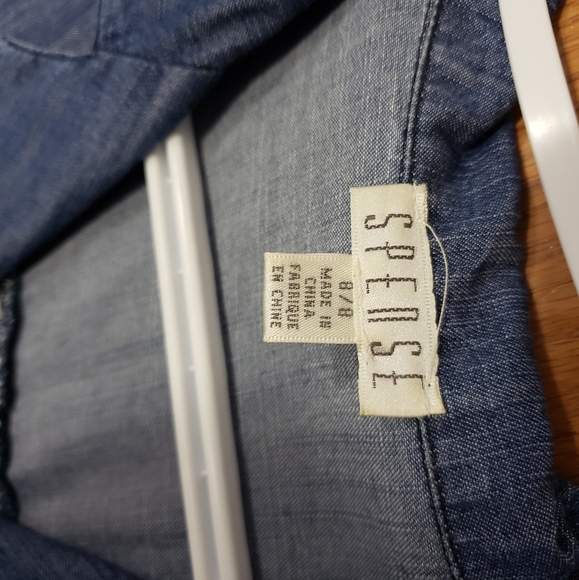 SPENSE
8/8
MADE IN
CHINA
FABRIQUE
EN CHINE